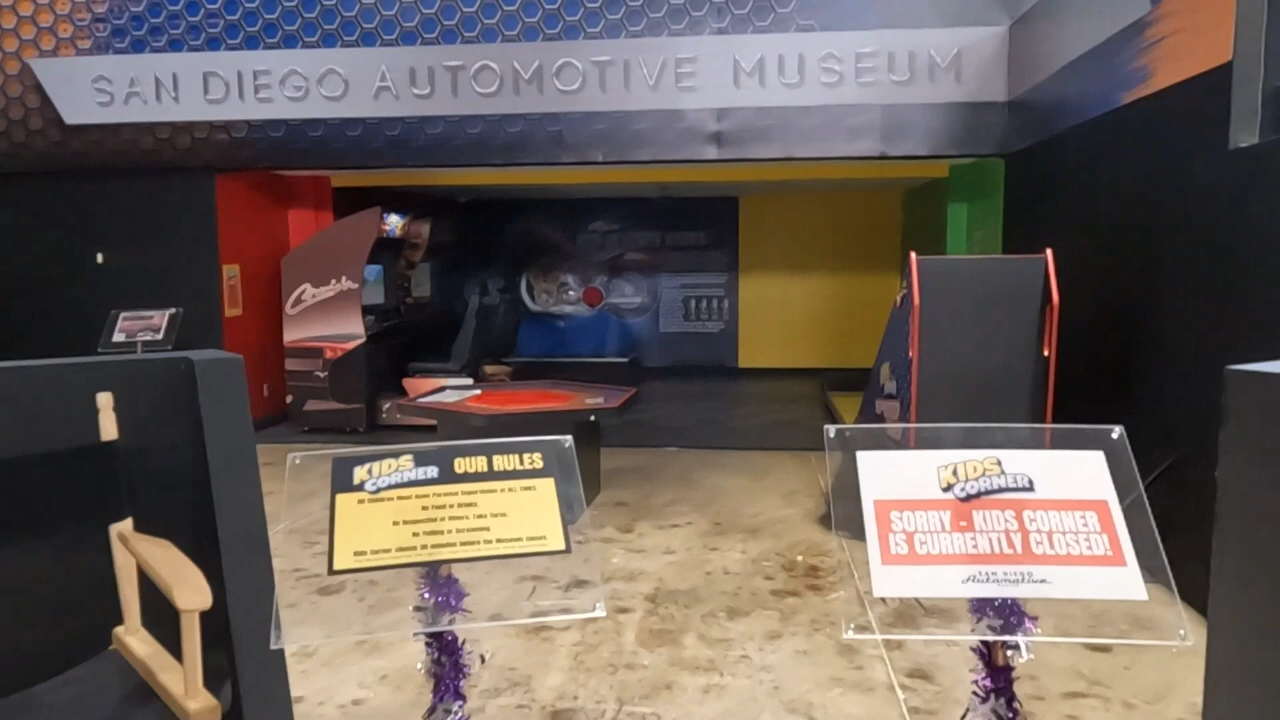 SAN DIEGO AUTOMOTIVE MUSEUM
Cruis'n
KIDS CORNER OUR RULES
All Children Must Have Parental Supervision at ALL TIMES.
No Food or Drinks.
Be Respectful of Others. Take Turns.
No Yelling or Screaming.
Kids Corner closes 30 minutes before The Museum closes.
KIDS CORNER
SORRY - KIDS CORNER
IS CURRENTLY CLOSED!
SAN DIEGO
Automotive
MUSEUM